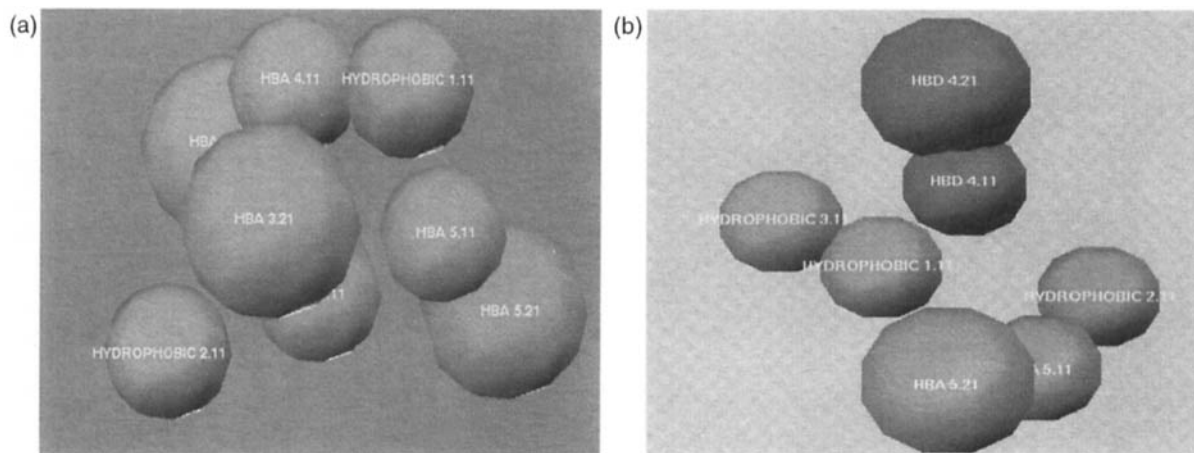 (a)
HBA 4.11
HYDROPHOBIC 1.11
HBA
HBA 3.21
HBA 5.11
11
HBA 5.21
HYDROPHOBIC 2.11
(b)
HBD 4.21
HBD 4.11
HYDROPHOBIC 3.11
HYDROPHOBIC 1.11
HYDROPHOBIC 2.11
A 5.11
HBA 5.21